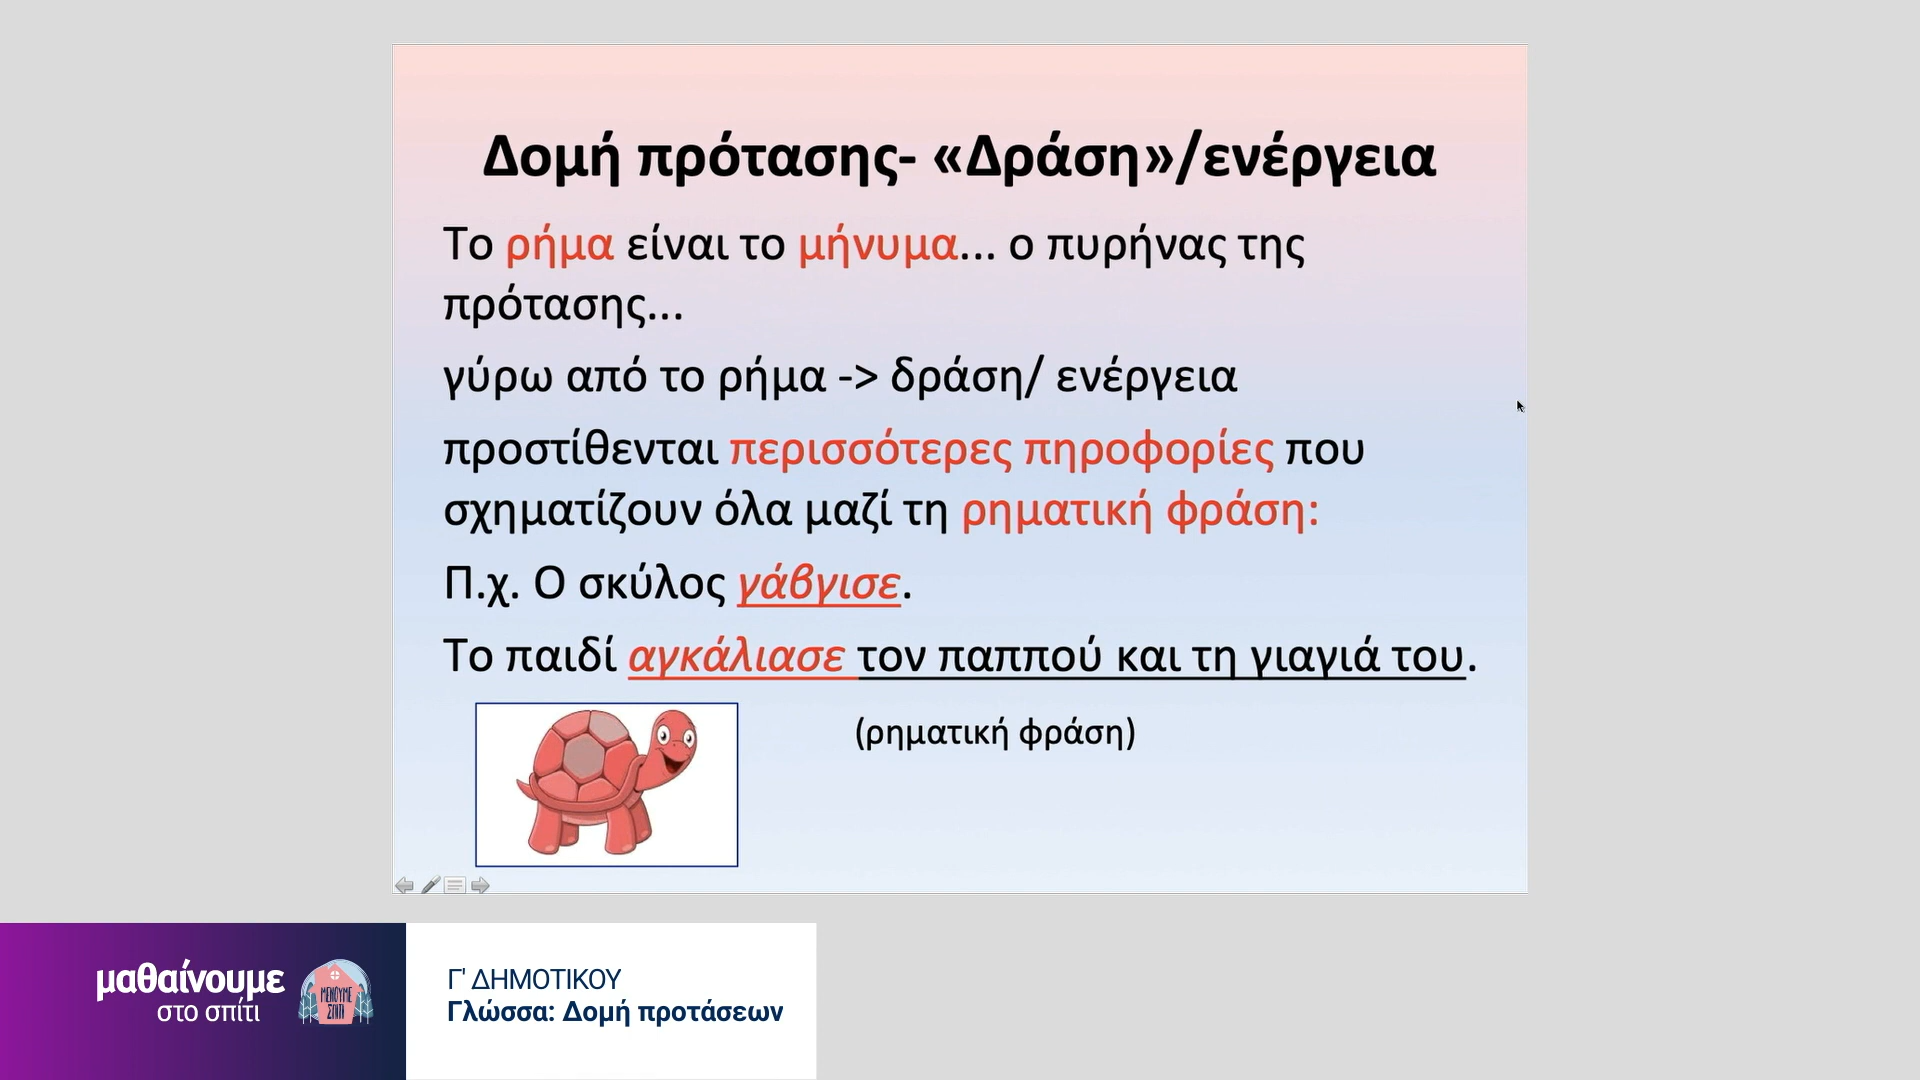 Δομή πρότασης- «Δράση»/ενέργεια
Το ρήμα είναι το μήνυμα... ο πυρήνας της
πρότασης...
γύρω από το ρήμα -> δράση/ ενέργεια
προστίθενται περισσότερες πηροφορίες που
σχηματίζουν όλα μαζί τη ρηματική φράση:
Π.χ. Ο σκύλος γάβγισε.
Το παιδί αγκάλιασε τον παππού και τη γιαγιά του.
(ρηματική φράση)
μαθαίνουμε
στο σπίτι
ΜΕΝΟΥΜΕ
ΣΠΙΤΙ
Γ' ΔΗΜΟΤΙΚΟΥ
Γλώσσα: Δομή προτάσεων